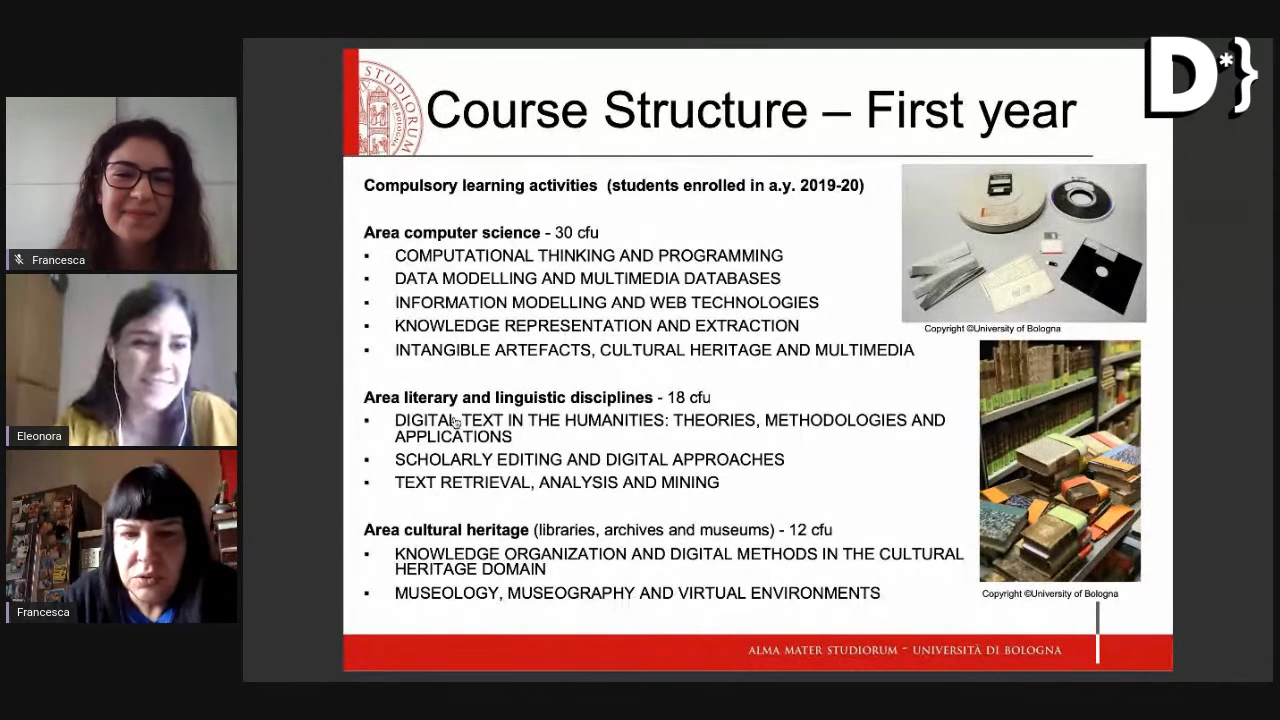 Francesca
Eleonora
Francesca
D*}
STUDIORUM
Course Structure – First year
Compulsory learning activities (students enrolled in a.y. 2019-20)
Area computer science - 30 cfu
▪ COMPUTATIONAL THINKING AND PROGRAMMING
▪ DATA MODELLING AND MULTIMEDIA DATABASES
▪ INFORMATION MODELLING AND WEB TECHNOLOGIES
▪ KNOWLEDGE REPRESENTATION AND EXTRACTION
▪ INTANGIBLE ARTEFACTS, CULTURAL HERITAGE AND MULTIMEDIA
Area literary and linguistic disciplines - 18 cfu
▪ DIGITAL TEXT IN THE HUMANITIES: THEORIES, METHODOLOGIES AND
APPLICATIONS
▪ SCHOLARLY EDITING AND DIGITAL APPROACHES
▪ TEXT RETRIEVAL, ANALYSIS AND MINING
Area cultural heritage (libraries, archives and museums) - 12 cfu
▪ KNOWLEDGE ORGANIZATION AND DIGITAL METHODS IN THE CULTURAL
HERITAGE DOMAIN
▪ MUSEOLOGY, MUSEOGRAPHY AND VIRTUAL ENVIRONMENTS
Copyright ©University of Bologna
Copyright ©University of Bologna
ALMA MATER STUDIORUM ~ UNIVERSITÀ DI BOLOGNA